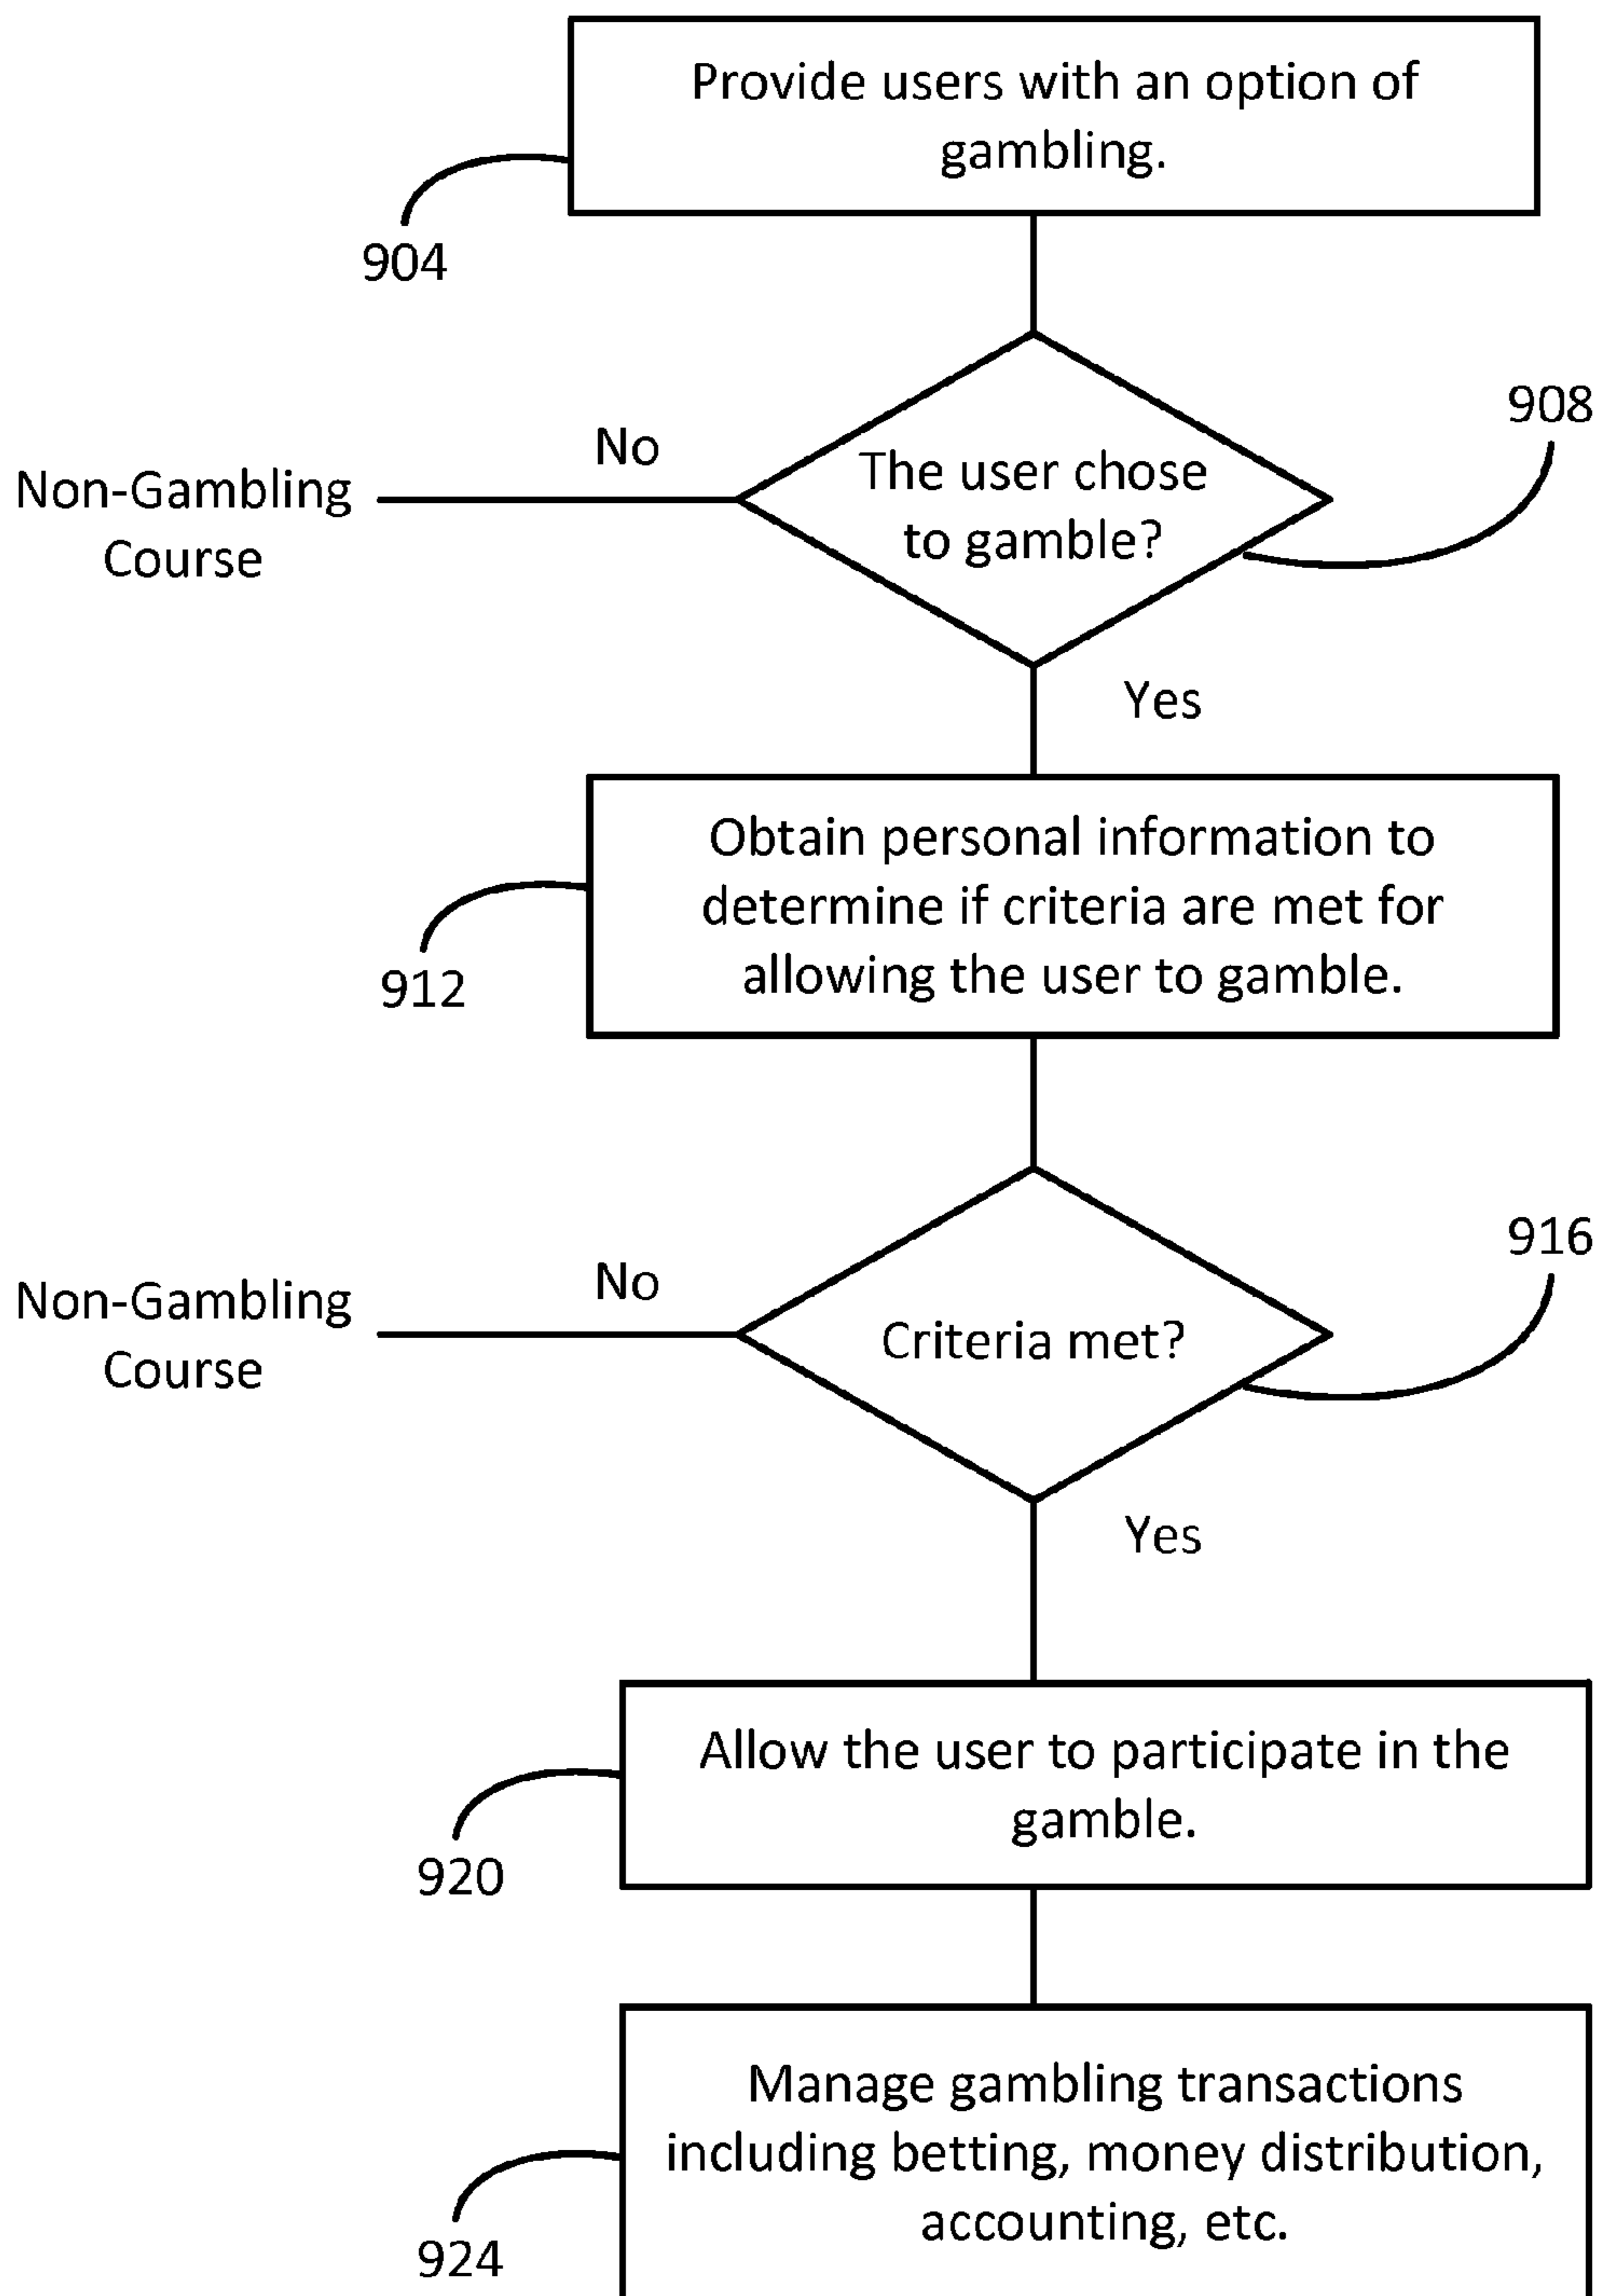 Provide users with an option of
gambling.
904
908
No
The user chose
to gamble?
Non-Gambling
Course
Yes
Obtain personal information to
determine if criteria are met for
allowing the user to gamble.
912
916
No
Criteria met?
Non-Gambling
Course
Yes
Allow the user to participate in the
gamble.
920
Manage gambling transactions
including betting, money distribution,
accounting, etc.
924